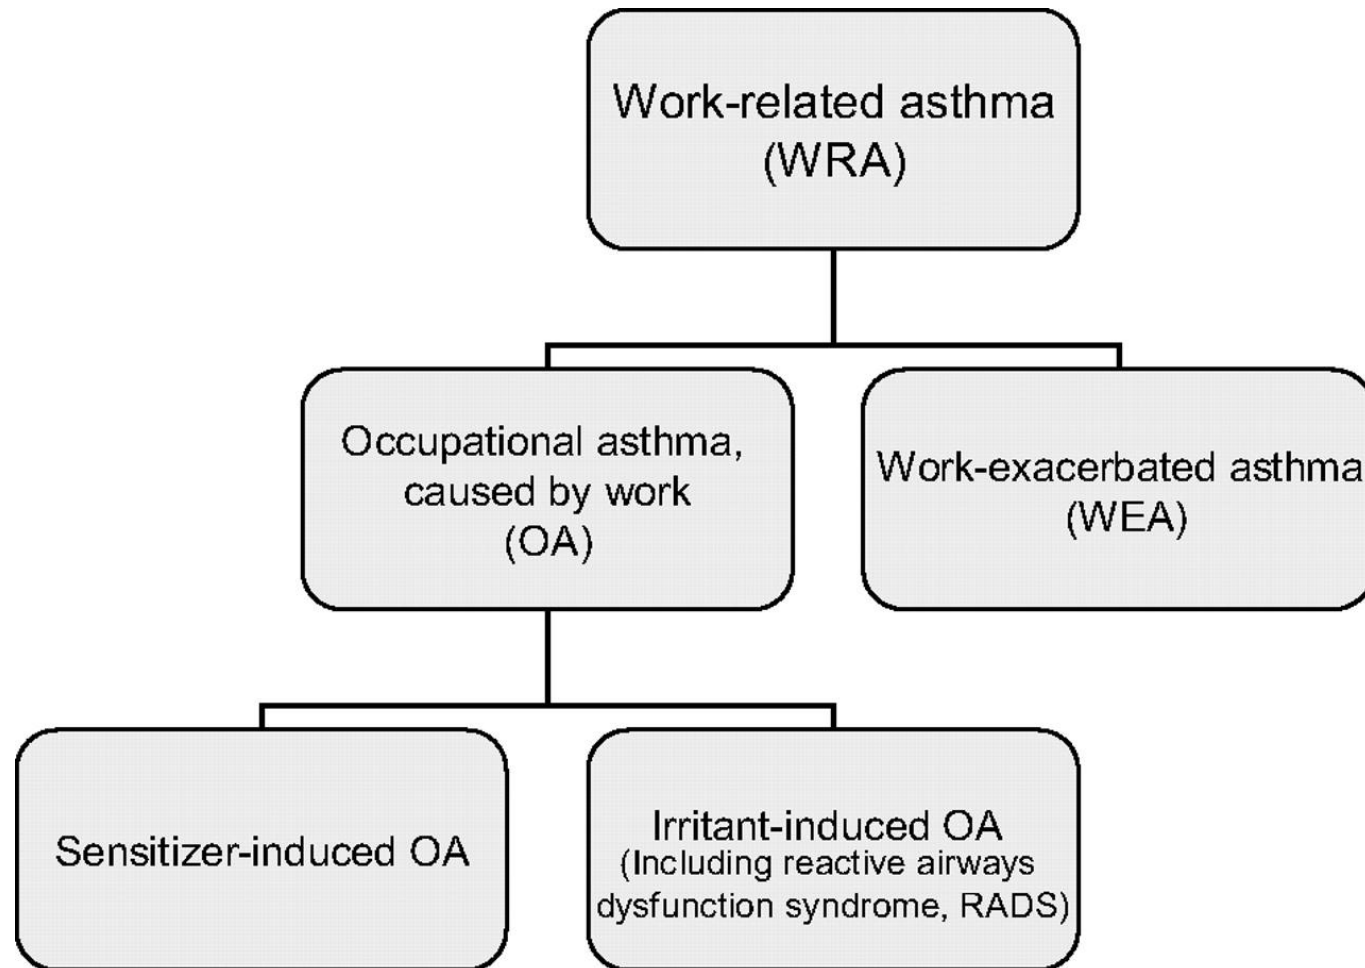 Work-related asthma
(WRA)
Occupational asthma,
caused by work
(OA)
Work-exacerbated asthma
(WEA)
Sensitizer-induced OA
Irritant-induced OA
(Including reactive airways
dysfunction syndrome, RADS)